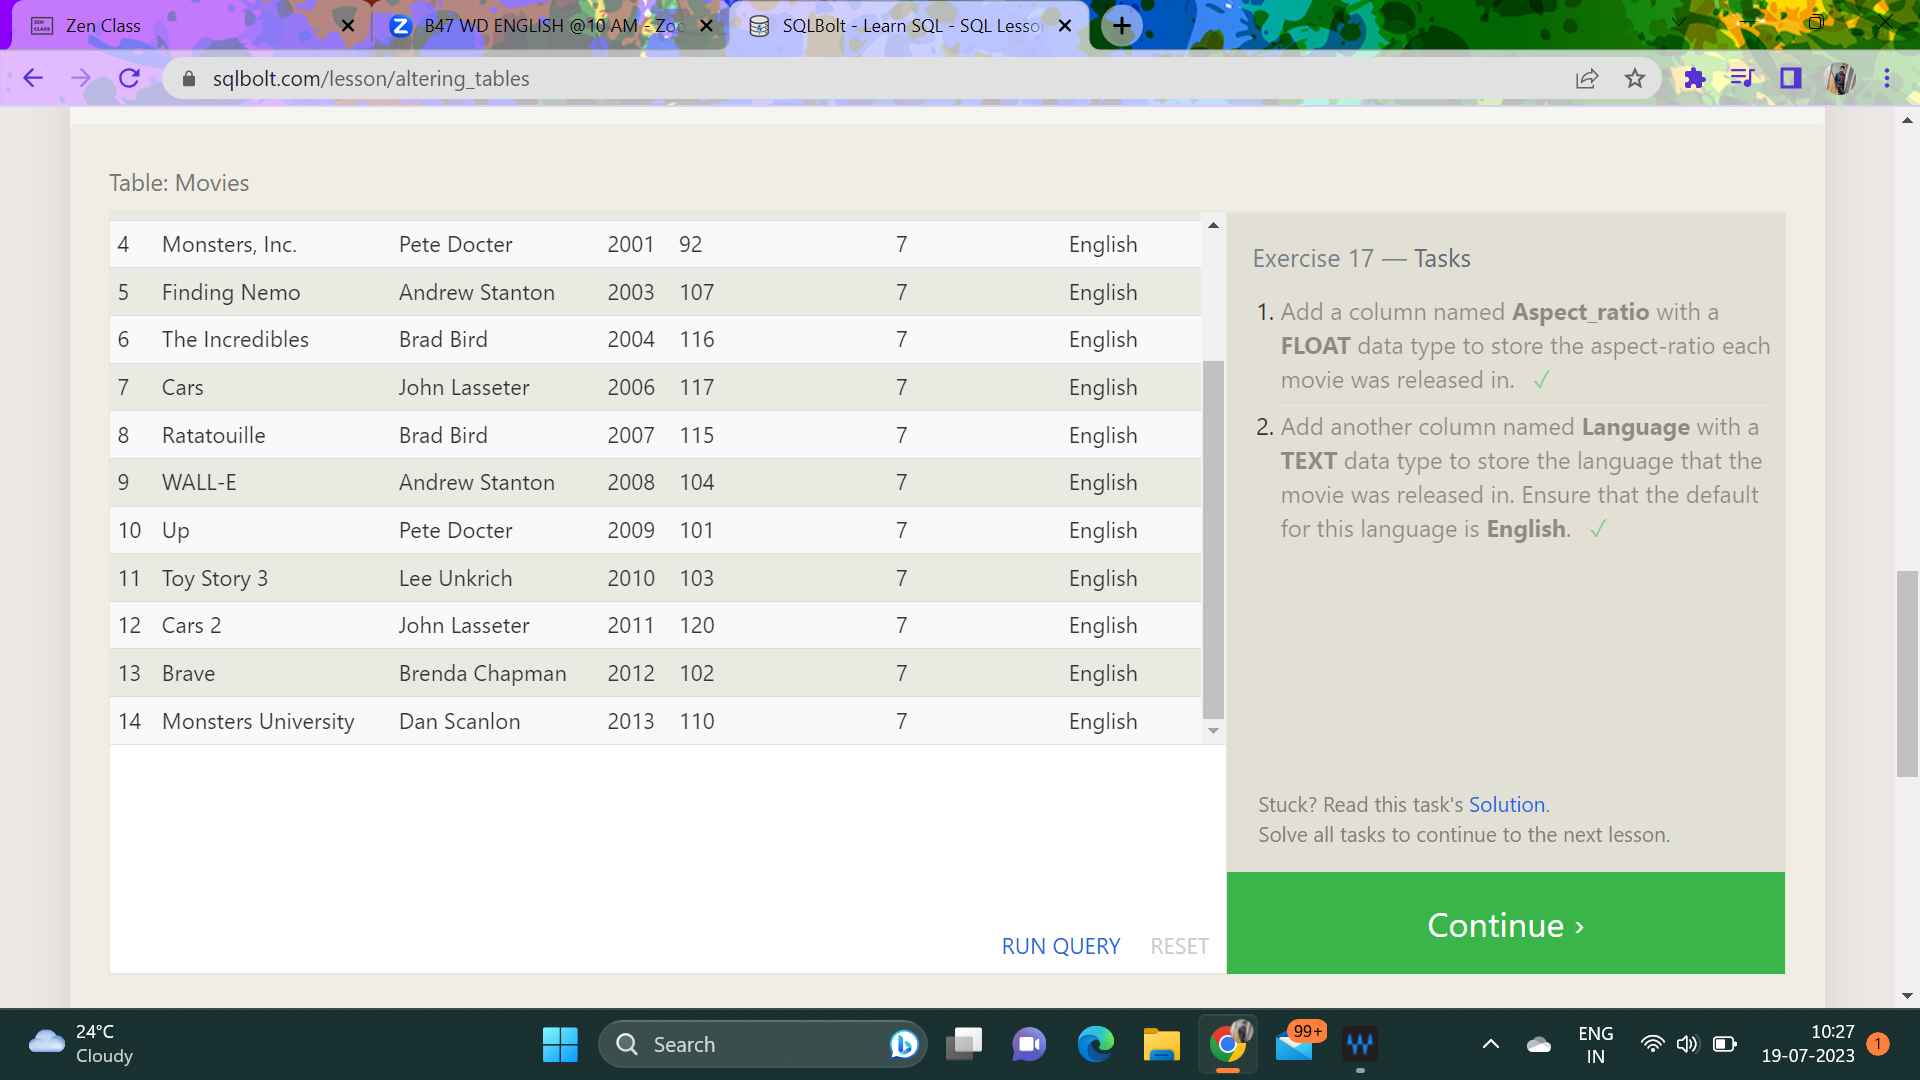 Zen Class
B47 WD ENGLISH @10 AM - Zoo
SQLBolt - Learn SQL - SQL Lesso
sqlbolt.com/lesson/altering_tables
Table: Movies
4 Monsters, Inc. Pete Docter 2001 92 7 English
5 Finding Nemo Andrew Stanton 2003 107 7 English
6 The Incredibles Brad Bird 2004 116 7 English
7 Cars John Lasseter 2006 117 7 English
8 Ratatouille Brad Bird 2007 115 7 English
9 WALL-E Andrew Stanton 2008 104 7 English
10 Up Pete Docter 2009 101 7 English
11 Toy Story 3 Lee Unkrich 2010 103 7 English
12 Cars 2 John Lasseter 2011 120 7 English
13 Brave Brenda Chapman 2012 102 7 English
14 Monsters University Dan Scanlon 2013 110 7 English
RUN QUERY RESET
Exercise 17 — Tasks
1. Add a column named Aspect_ratio with a
FLOAT data type to store the aspect-ratio each
movie was released in. ✓
2. Add another column named Language with a
TEXT data type to store the language that the
movie was released in. Ensure that the default
for this language is English. ✓
Stuck? Read this task's Solution.
Solve all tasks to continue to the next lesson.
Continue ›
24°C
Cloudy
Search
99+
ENG
IN
10:27
19-07-2023
1